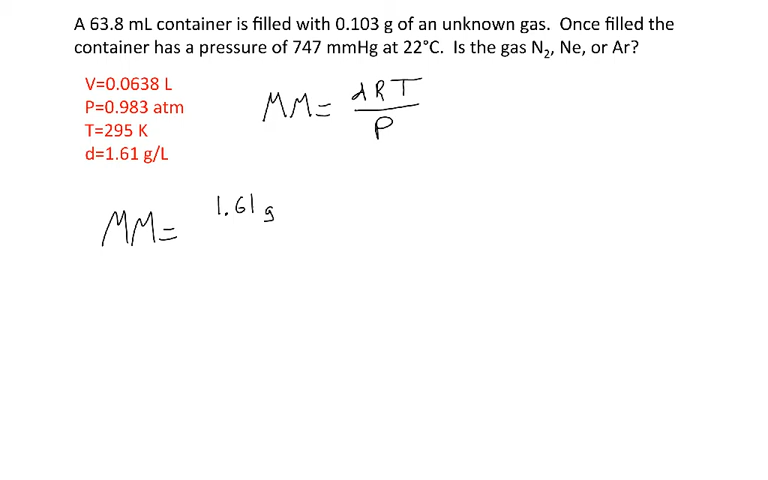 A 63.8 mL container is filled with 0.103 g of an unknown gas.  Once filled the
container has a pressure of 747 mmHg at 22°C.  Is the gas N₂, Ne, or Ar?
V=0.0638 L
P=0.983 atm
T=295 K
d=1.61 g/L
MM= dRT/P
MM= 1.61 g